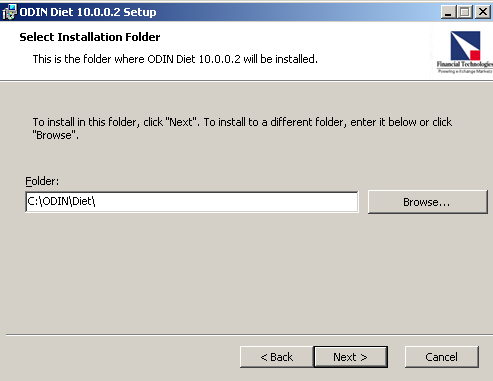 ODIN Diet 10.0.0.2 Setup
Select Installation Folder
This is the folder where ODIN Diet 10.0.0.2 will be installed.
Financial Technologies
Powering eXchange Markets
To install in this folder, click "Next". To install to a different folder, enter it below or click
"Browse".
Folder:
C:\ODIN\Diet\
Browse...
< Back
Next >
Cancel